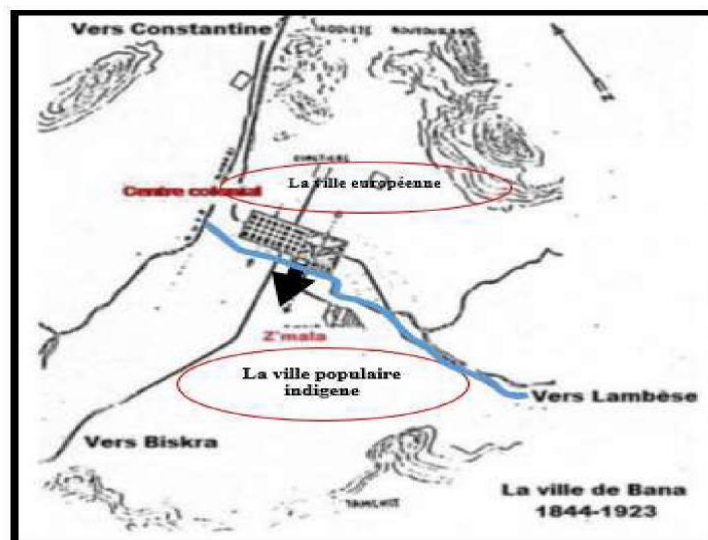 Vers Constantine
La ville européenne
Centre colonial
Z'mala
La ville populaire
indigene
Vers Lambèse
Vers Biskra
La ville de Bana
1844-1923